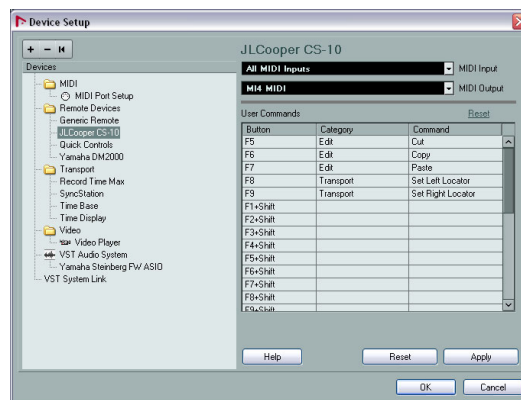 Device Setup
+ -
Devices
MIDI
MIDI Port Setup
Remote Devices
Generic Remote
JLCooper CS-10
Quick Controls
Yamaha DM2000
Transport
Record Time Max
SyncStation
Time Base
Time Display
Video
Video Player
VST Audio System
Yamaha Steinberg FW ASIO
VST System Link
JLCooper CS-10
All MIDI Inputs MIDI Input
MI4 MIDI MIDI Output
User Commands Reset
Button Category Command
F5 Edit Cut
F6 Edit Copy
F7 Edit Paste
F8 Transport Set Left Locator
F9 Transport Set Right Locator
F1+Shift
F2+Shift
F3+Shift
F4+Shift
F5+Shift
F6+Shift
F7+Shift
F8+Shift
F9+Shift
Help Reset Apply
OK Cancel